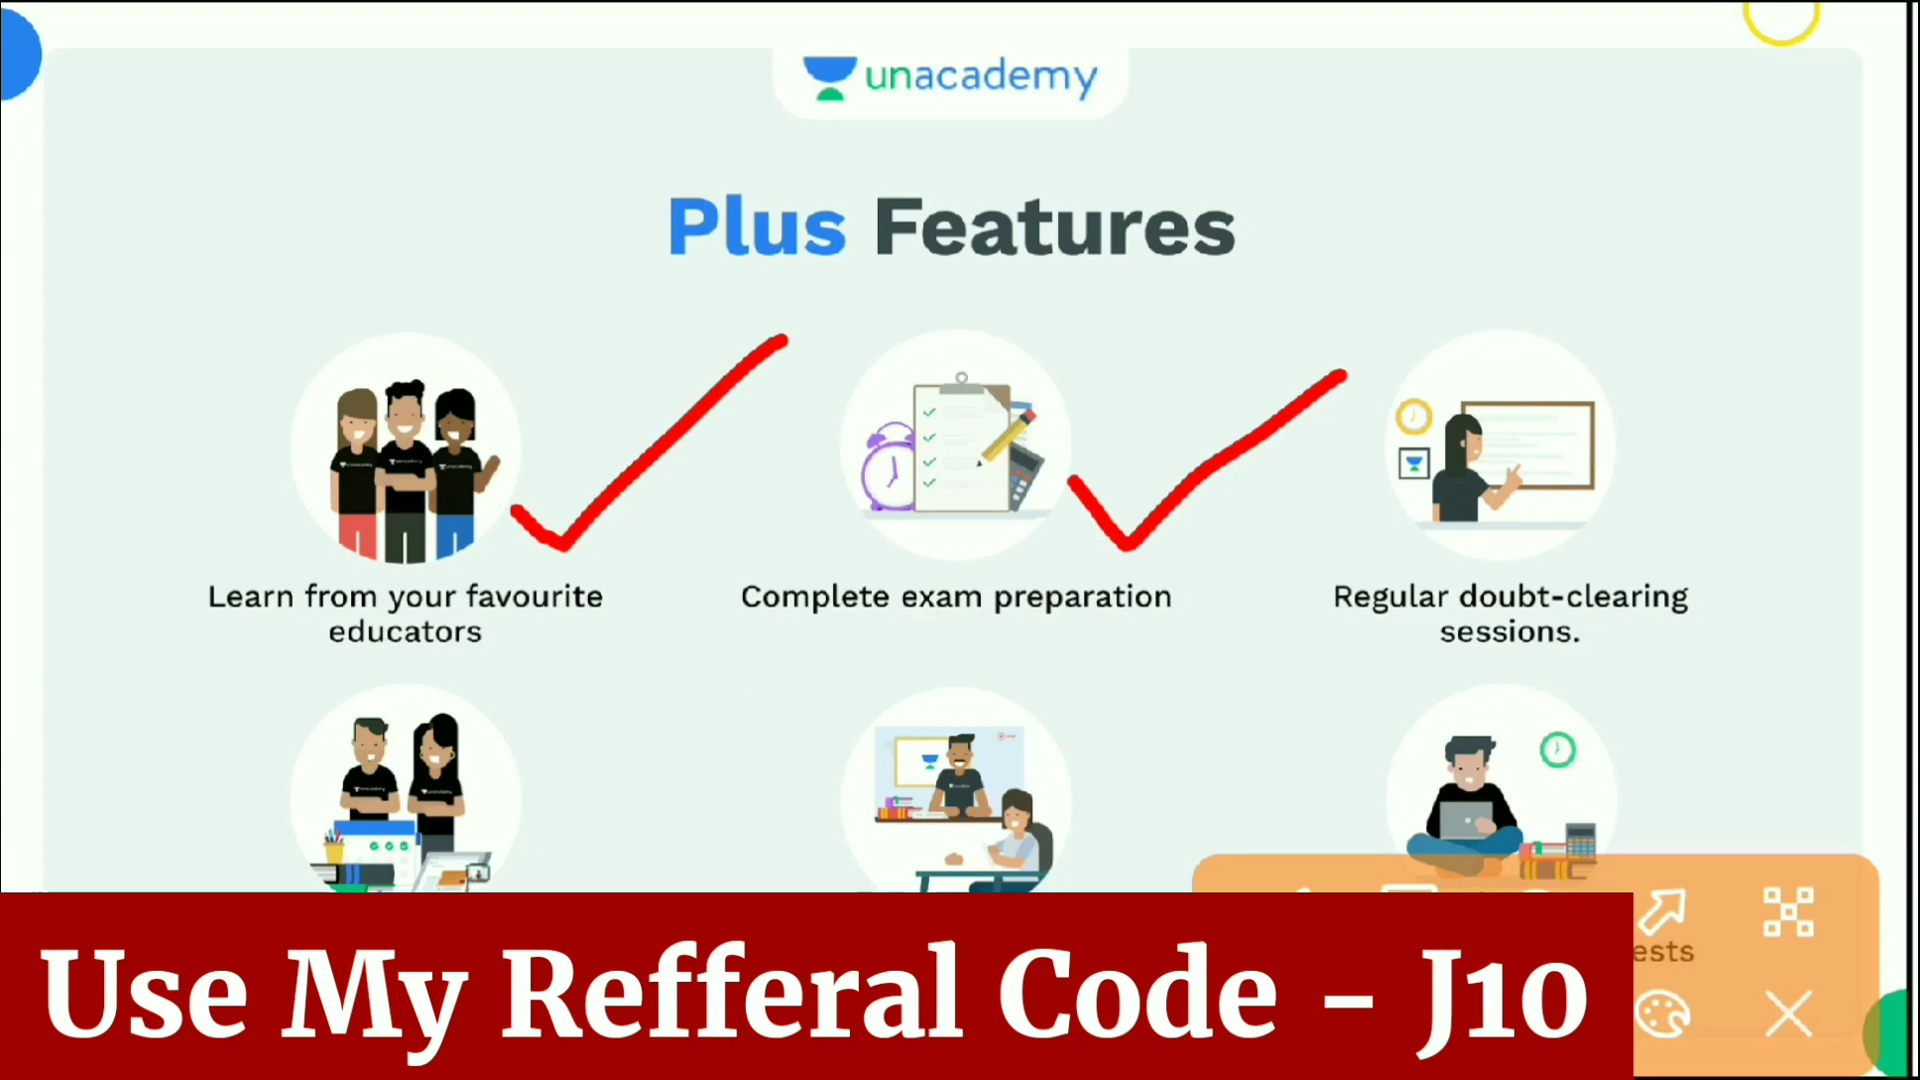 unacademy
Plus Features
Learn from your favourite
educators
Complete exam preparation
Regular doubt-clearing
sessions.
ests
Use My Refferal Code - J10